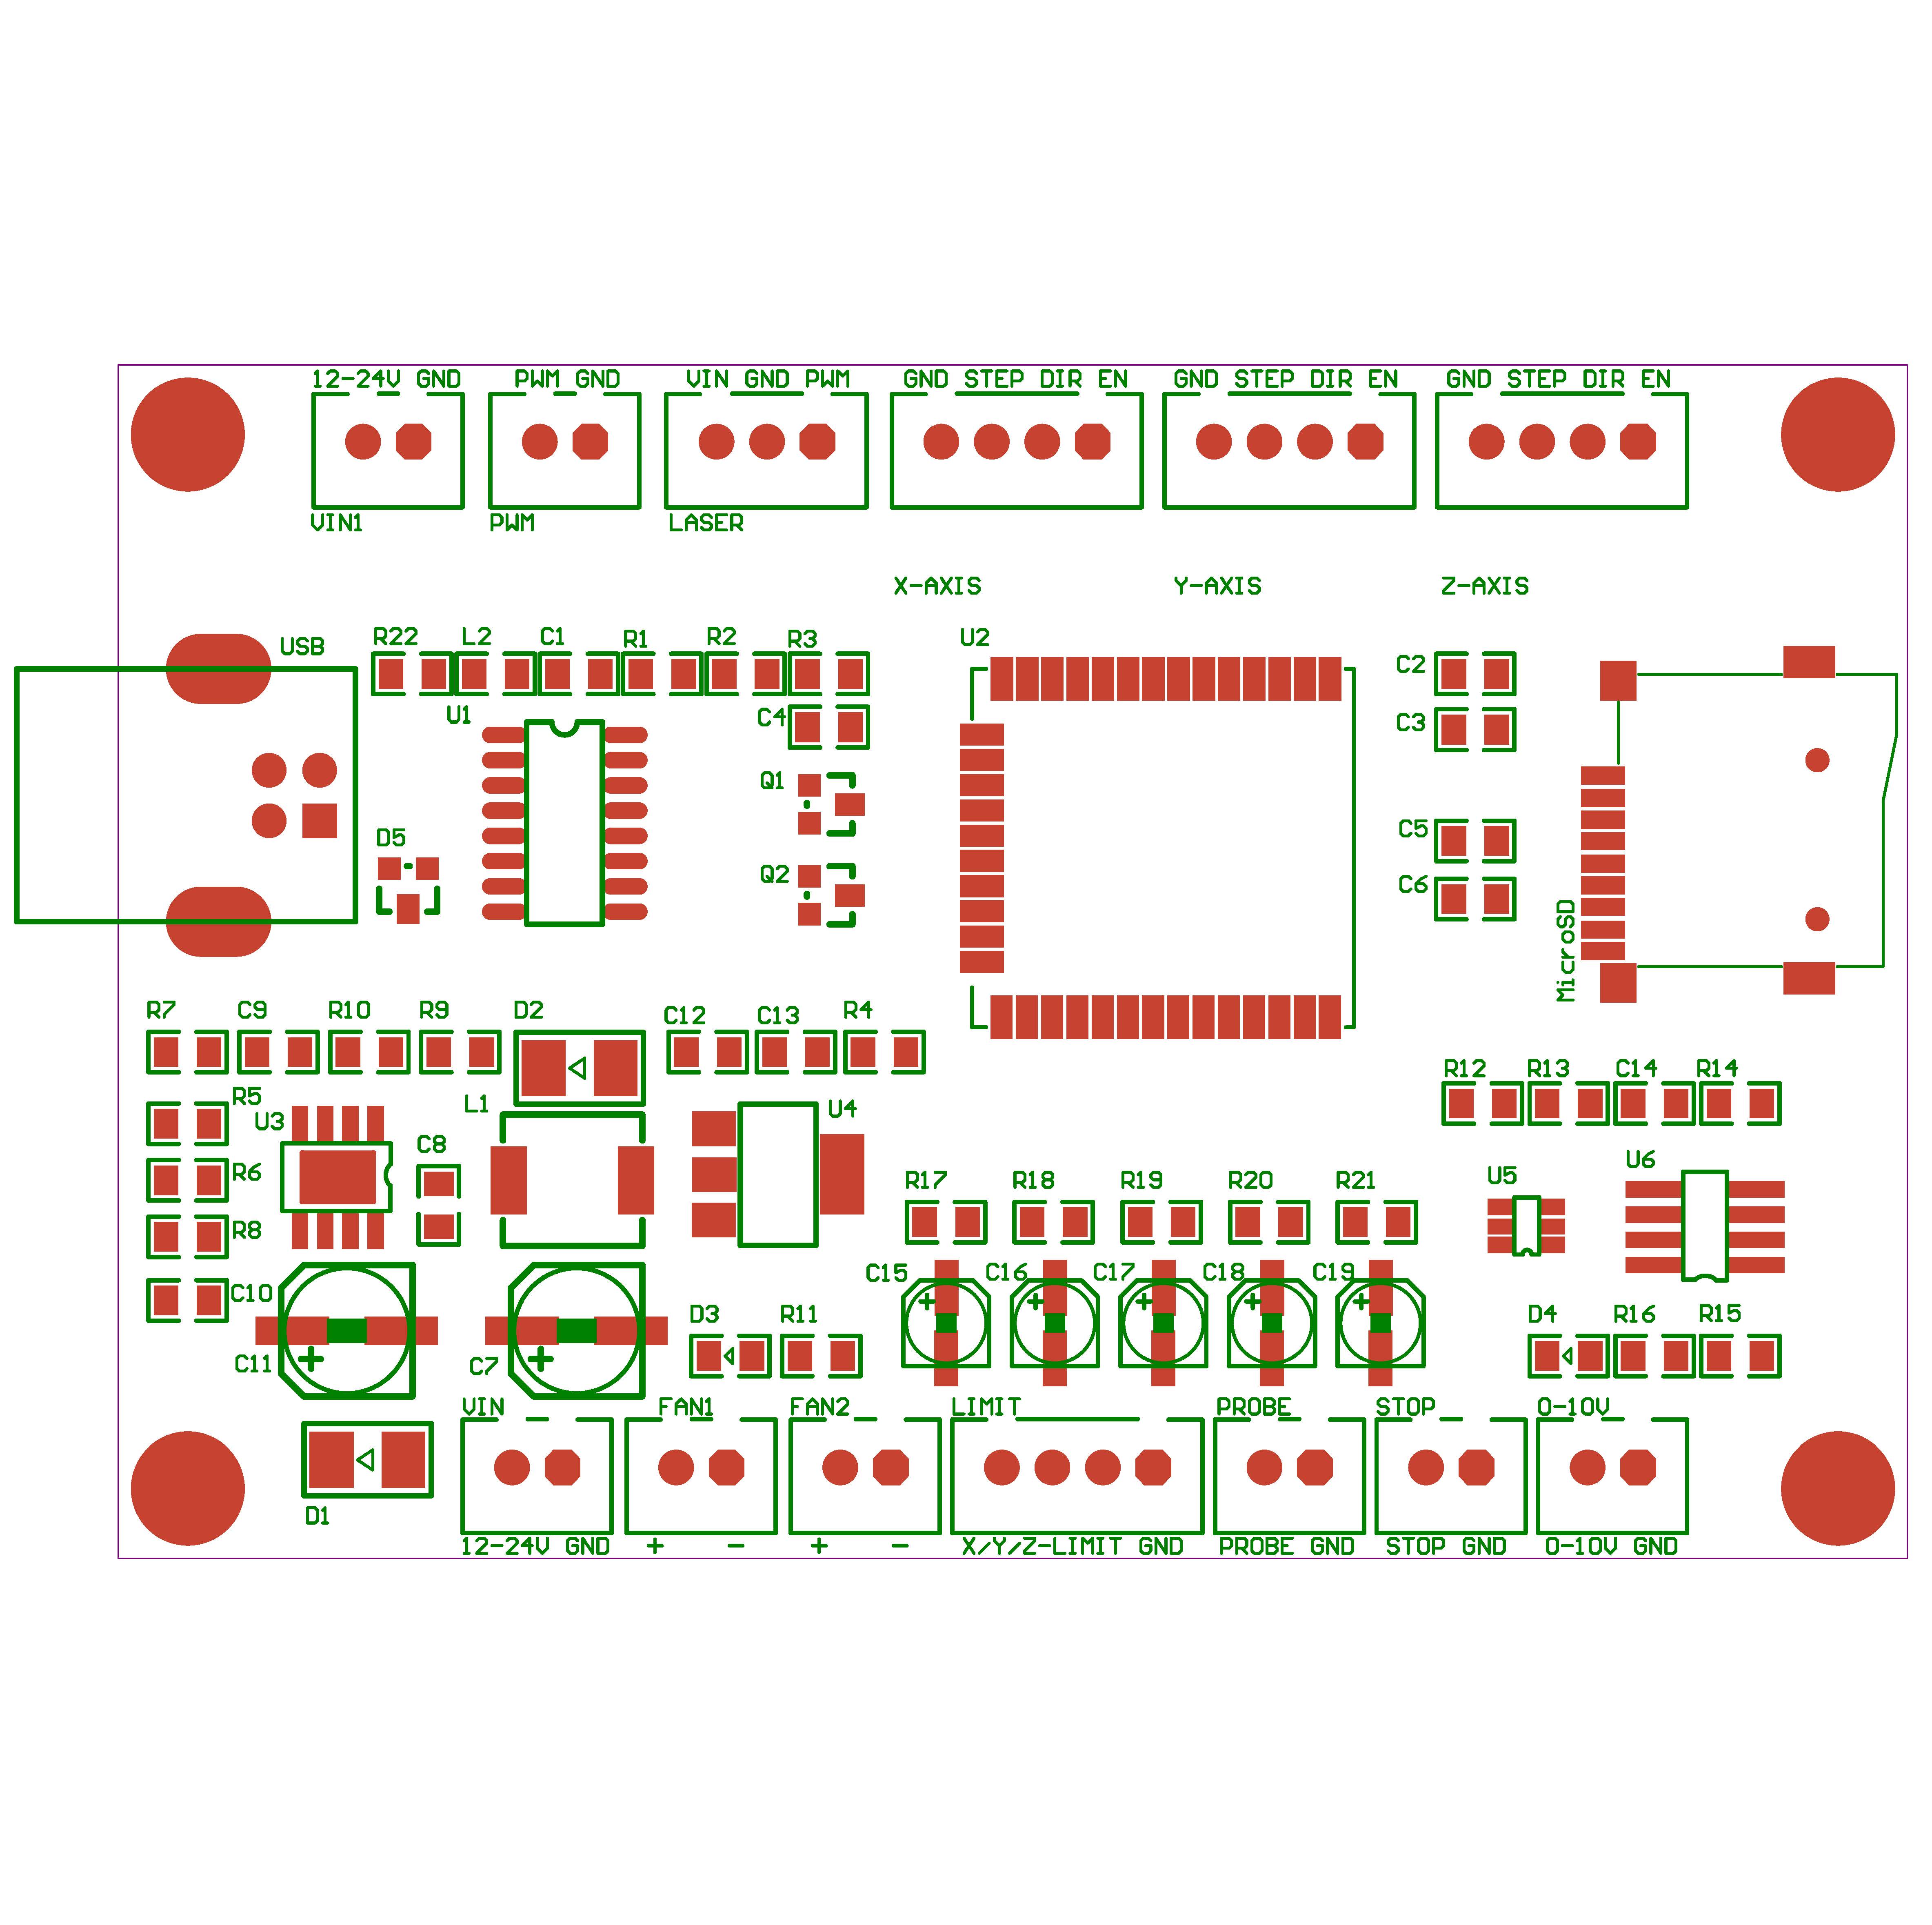 12-24V GND
PWM GND
VIN GND PWM
GND STEP DIR EN
GND STEP DIR EN
GND STEP DIR EN
VIN1
PWM
LASER
X-AXIS
Y-AXIS
Z-AXIS
USB
R22
L2
C1
R1
R2
R3
U2
C2
U1
C4
C3
Q1
D5
C5
Q2
C6
MicroSD
R7
C9
R10
R9
D2
C12
C13
R4
R12
R13
C14
R14
R5
U3
L1
U4
C8
R6
R17
R18
R19
R20
R21
U5
U6
R8
C10
C15
C16
C17
C18
C19
+
+
+
+
+
D3
R11
D4
R16
R15
C11
+
C7
+
VIN
FAN1
FAN2
LIMIT
PROBE
STOP
0-10V
D1
12-24V GND
+ -
+ -
X/Y/Z-LIMIT GND
PROBE GND
STOP GND
0-10V GND